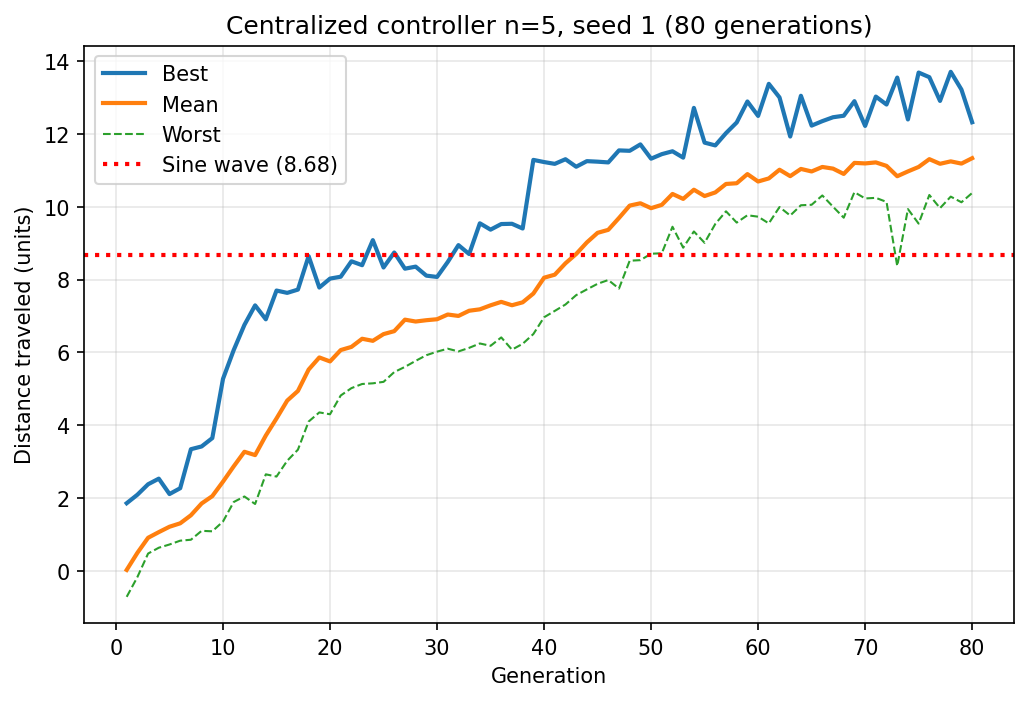 Centralized controller n=5, seed 1 (80 generations)
Best
Mean
Worst
Sine wave (8.68)
Distance traveled (units)
14
12
10
8
6
4
2
0
0 10 20 30 40 50 60 70 80
Generation